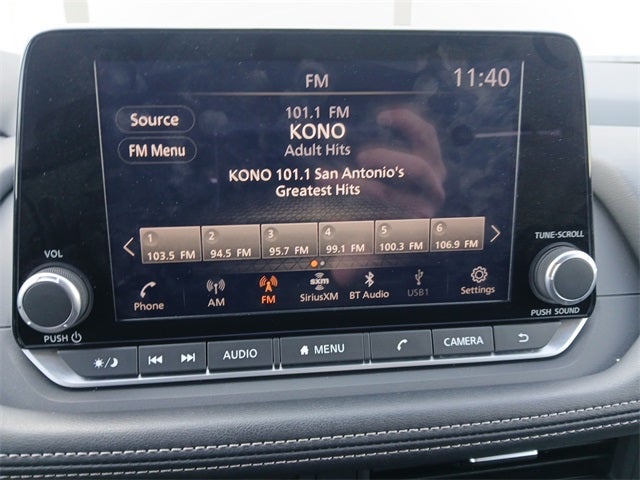 FM
11:40
Source
FM Menu
101.1 FM
KONO
Adult Hits
KONO 101.1 San Antonio's
Greatest Hits
1
103.5 FM
2
94.5 FM
3
95.7 FM
4
99.1 FM
5
100.3 FM
6
106.9 FM
Phone
AM
FM
sxm
SiriusXM
BT Audio
USB1
Settings
VOL
PUSH
TUNE-SCROLL
PUSH SOUND
AUDIO
MENU
CAMERA